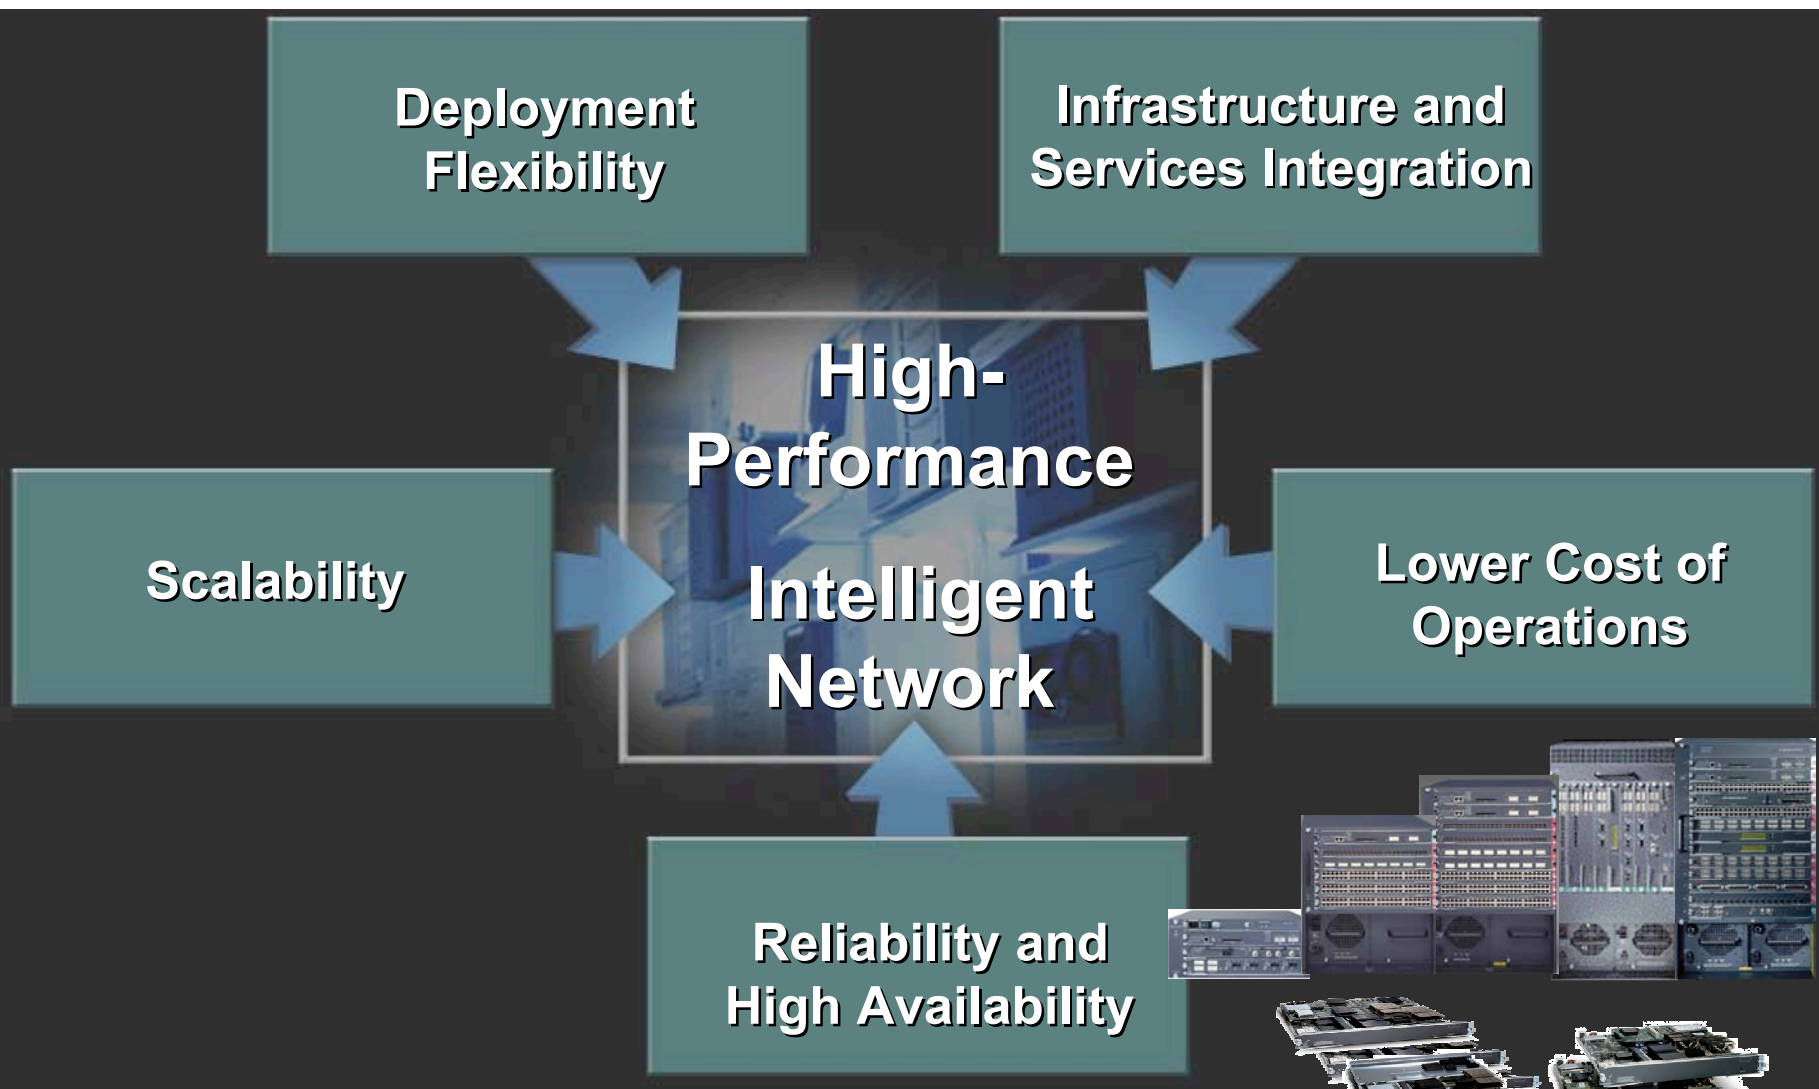 Deployment
Flexibility
Infrastructure and
Services Integration
High-
Performance
Intelligent
Network
Scalability
Lower Cost of
Operations
Reliability and
High Availability